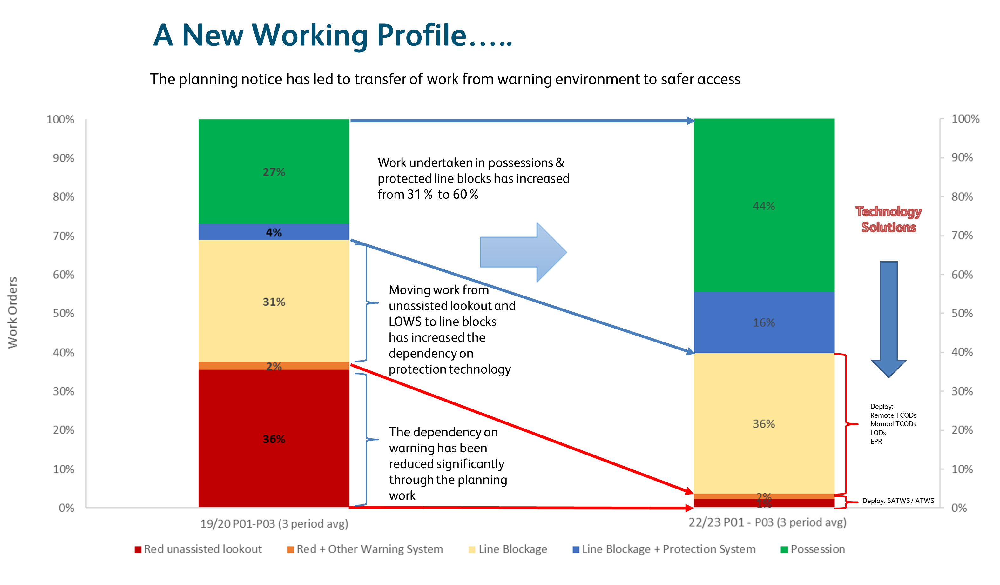 A New Working Profile…..
The planning notice has led to transfer of work from warning environment to safer access
100%
90%
80%
70%
60%
50%
40%
30%
20%
10%
0%
Work Orders
27%
4%
31%
2%
36%
Work undertaken in possessions &
protected line blocks has increased
from 31 % to 60 %
Moving work from
unassisted lookout and
LOWS to line blocks
has increased the
dependency on
protection technology
The dependency on
warning has been
reduced significantly
through the planning
work
44%
16%
36%
2%
1%
100%
90%
80%
70%
60%
50%
40%
30%
20%
10%
0%
Technology
Solutions
Deploy:
Remote TCODs
Manual TCODs
LODs
EPR
Deploy: SATWS / ATWS
19/20 P01-P03 (3 period avg)
22/23 P01 - P03 (3 period avg)
Red unassisted lookout
Red + Other Warning System
Line Blockage
Line Blockage + Protection System
Possession